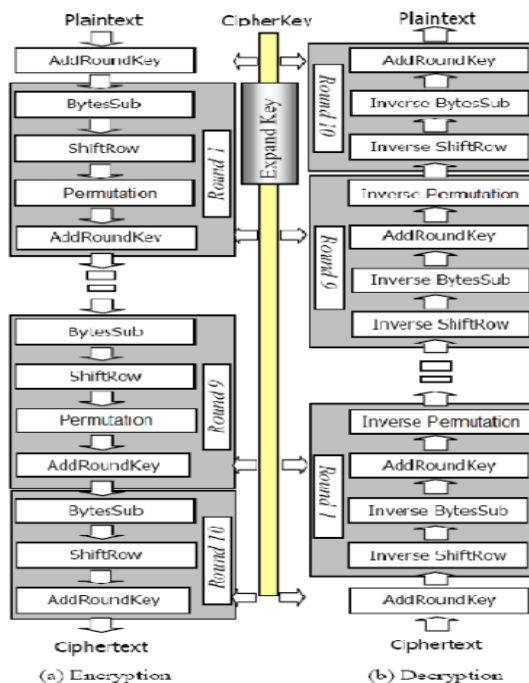 Plaintext
AddRoundKey
BytesSub
ShiftRow
Permutation
AddRoundKey
Round 1
BytesSub
ShiftRow
Permutation
AddRoundKey
Round 9
BytesSub
ShiftRow
AddRoundKey
Round 10
Ciphertext
(a) Encryption
CipherKey
Expand Key
Plaintext
AddRoundKey
Inverse BytesSub
Inverse ShiftRow
Round 10
Inverse Permutation
AddRoundKey
Inverse BytesSub
Inverse ShiftRow
Round 9
Inverse Permutation
AddRoundKey
Inverse BytesSub
Inverse ShiftRow
Round 1
AddRoundKey
Ciphertext
(b) Decryption